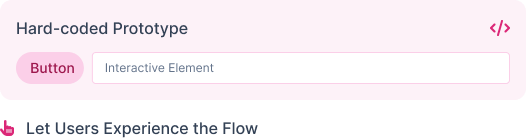 Hard-coded Prototype
</>
Button
Interactive Element
Let Users Experience the Flow